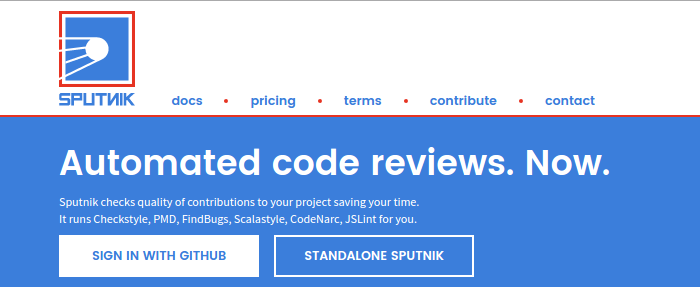 SPUTNIK
docs • pricing • terms • contribute • contact
Automated code reviews. Now.
Sputnik checks quality of contributions to your project saving your time.
It runs Checkstyle, PMD, FindBugs, Scalastyle, CodeNarc, JSLint for you.
SIGN IN WITH GITHUB
STANDALONE SPUTNIK